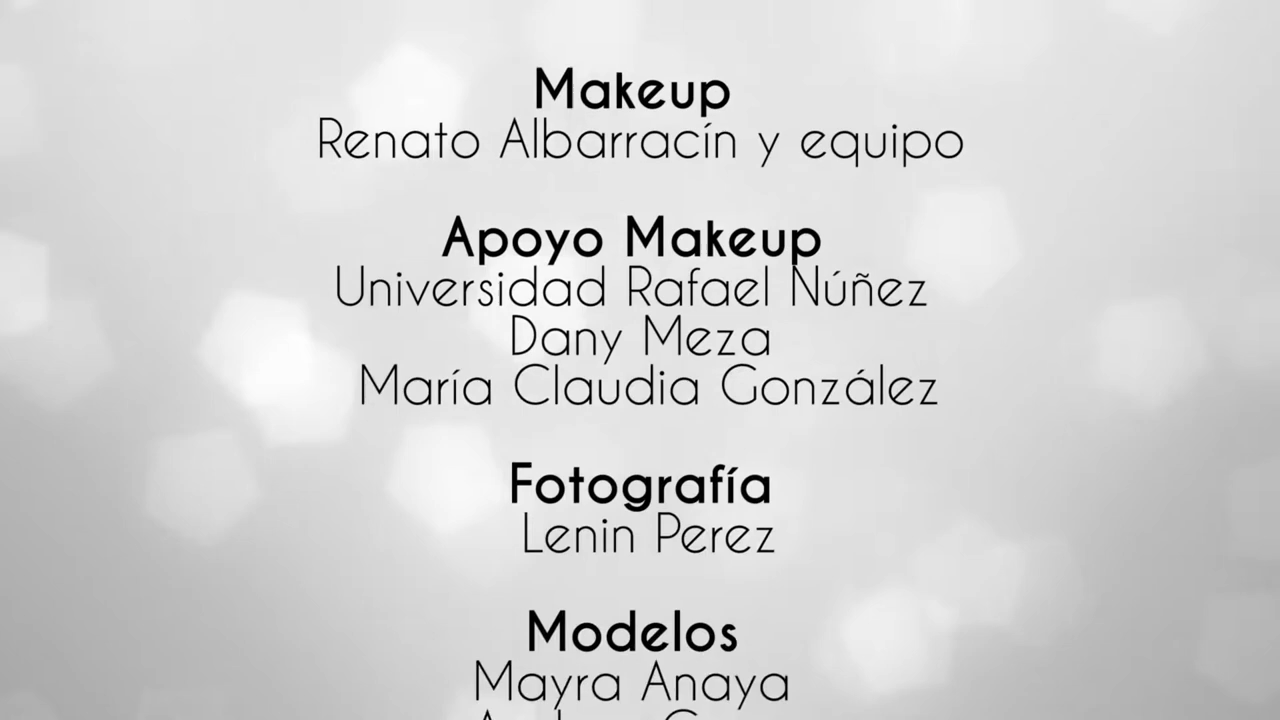 Makeup
Renato Albarracín y equipo
Apoyo Makeup
Universidad Rafael Núñez
Dany Meza
María Claudia González
Fotografía
Lenin Perez
Modelos
Mayra Anaya